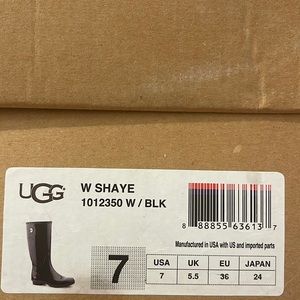 UGG
W SHAYE
1012350 W / BLK
8 88855 63613 7
Manufactured in USA with US and imported parts
7
USA UK EU JAPAN
7 5.5 36 24